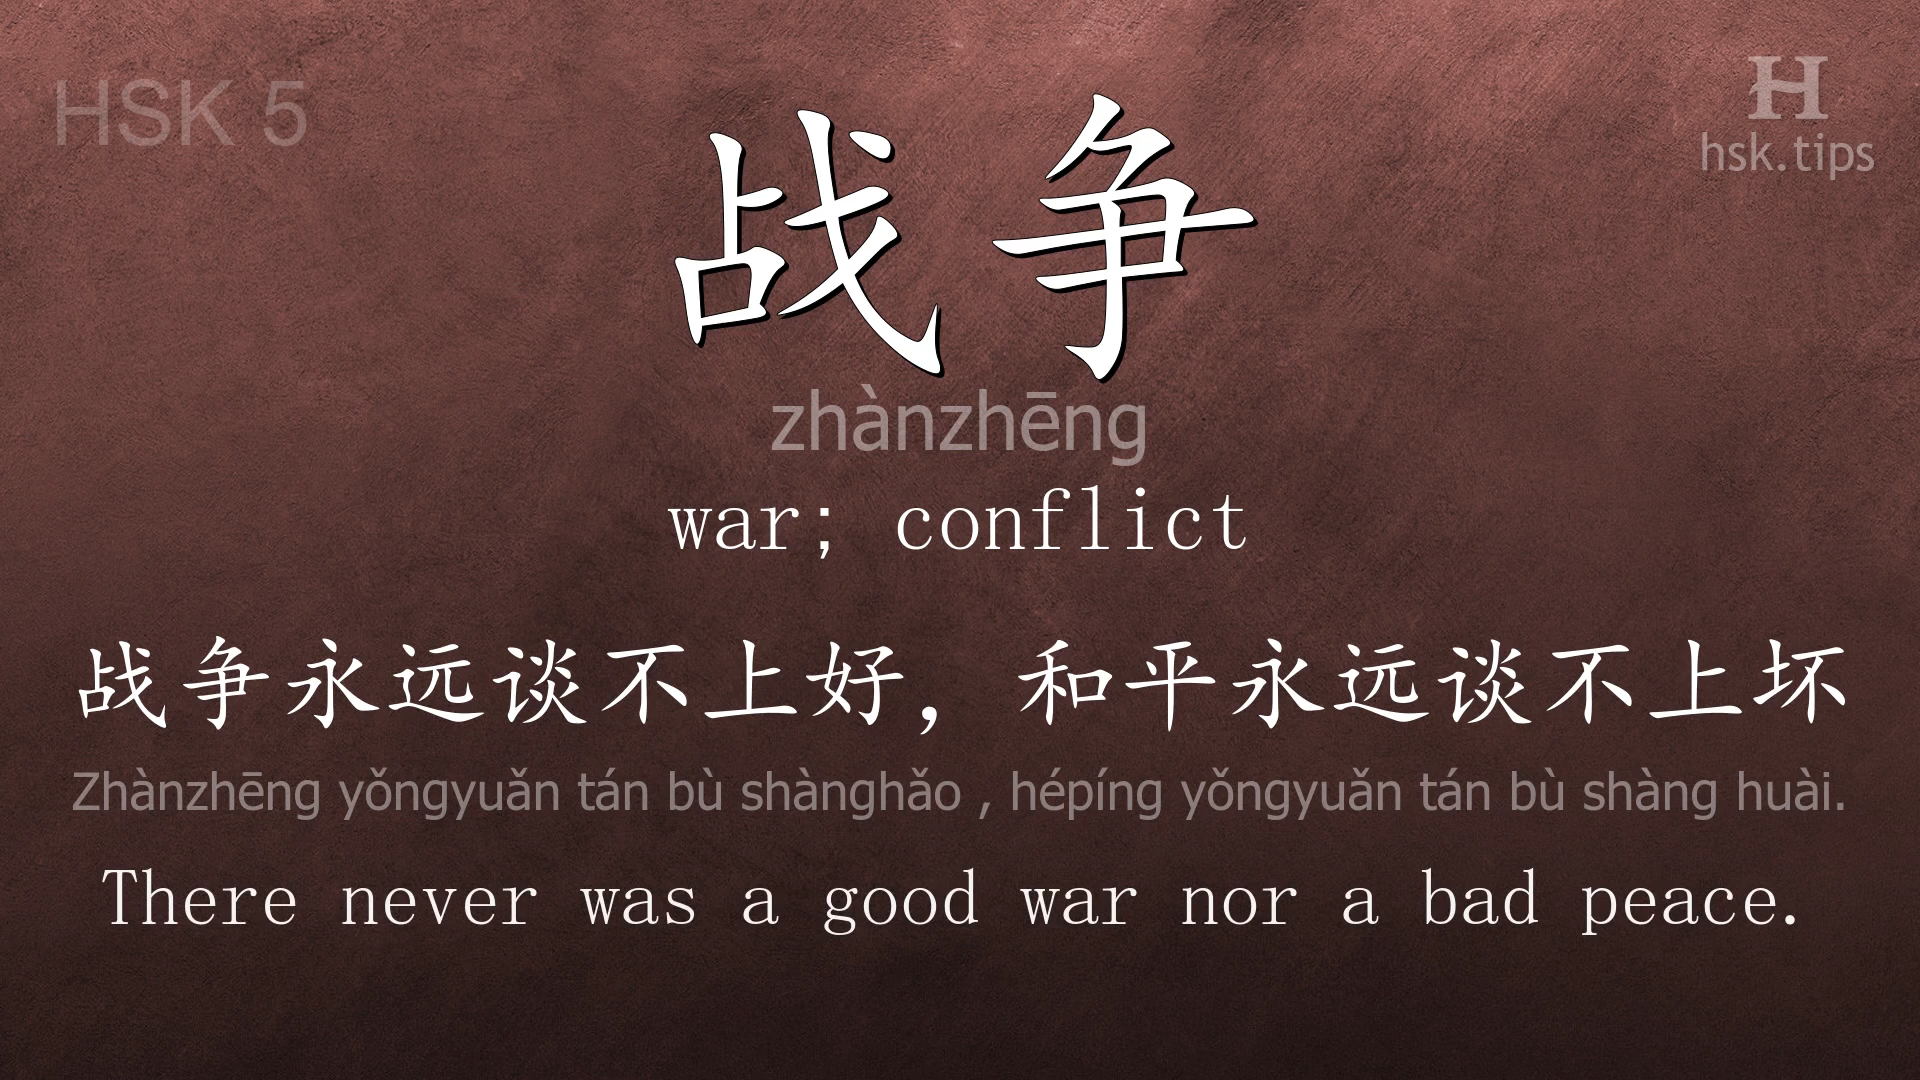 HSK 5
H
hsk.tips
战争
zhànzhēng
war; conflict
战争永远谈不上好，和平永远谈不上坏
Zhànzhēng yǒngyuǎn tán bù shànghǎo , hépíng yǒngyuǎn tán bù shàng huài.
There never was a good war nor a bad peace.